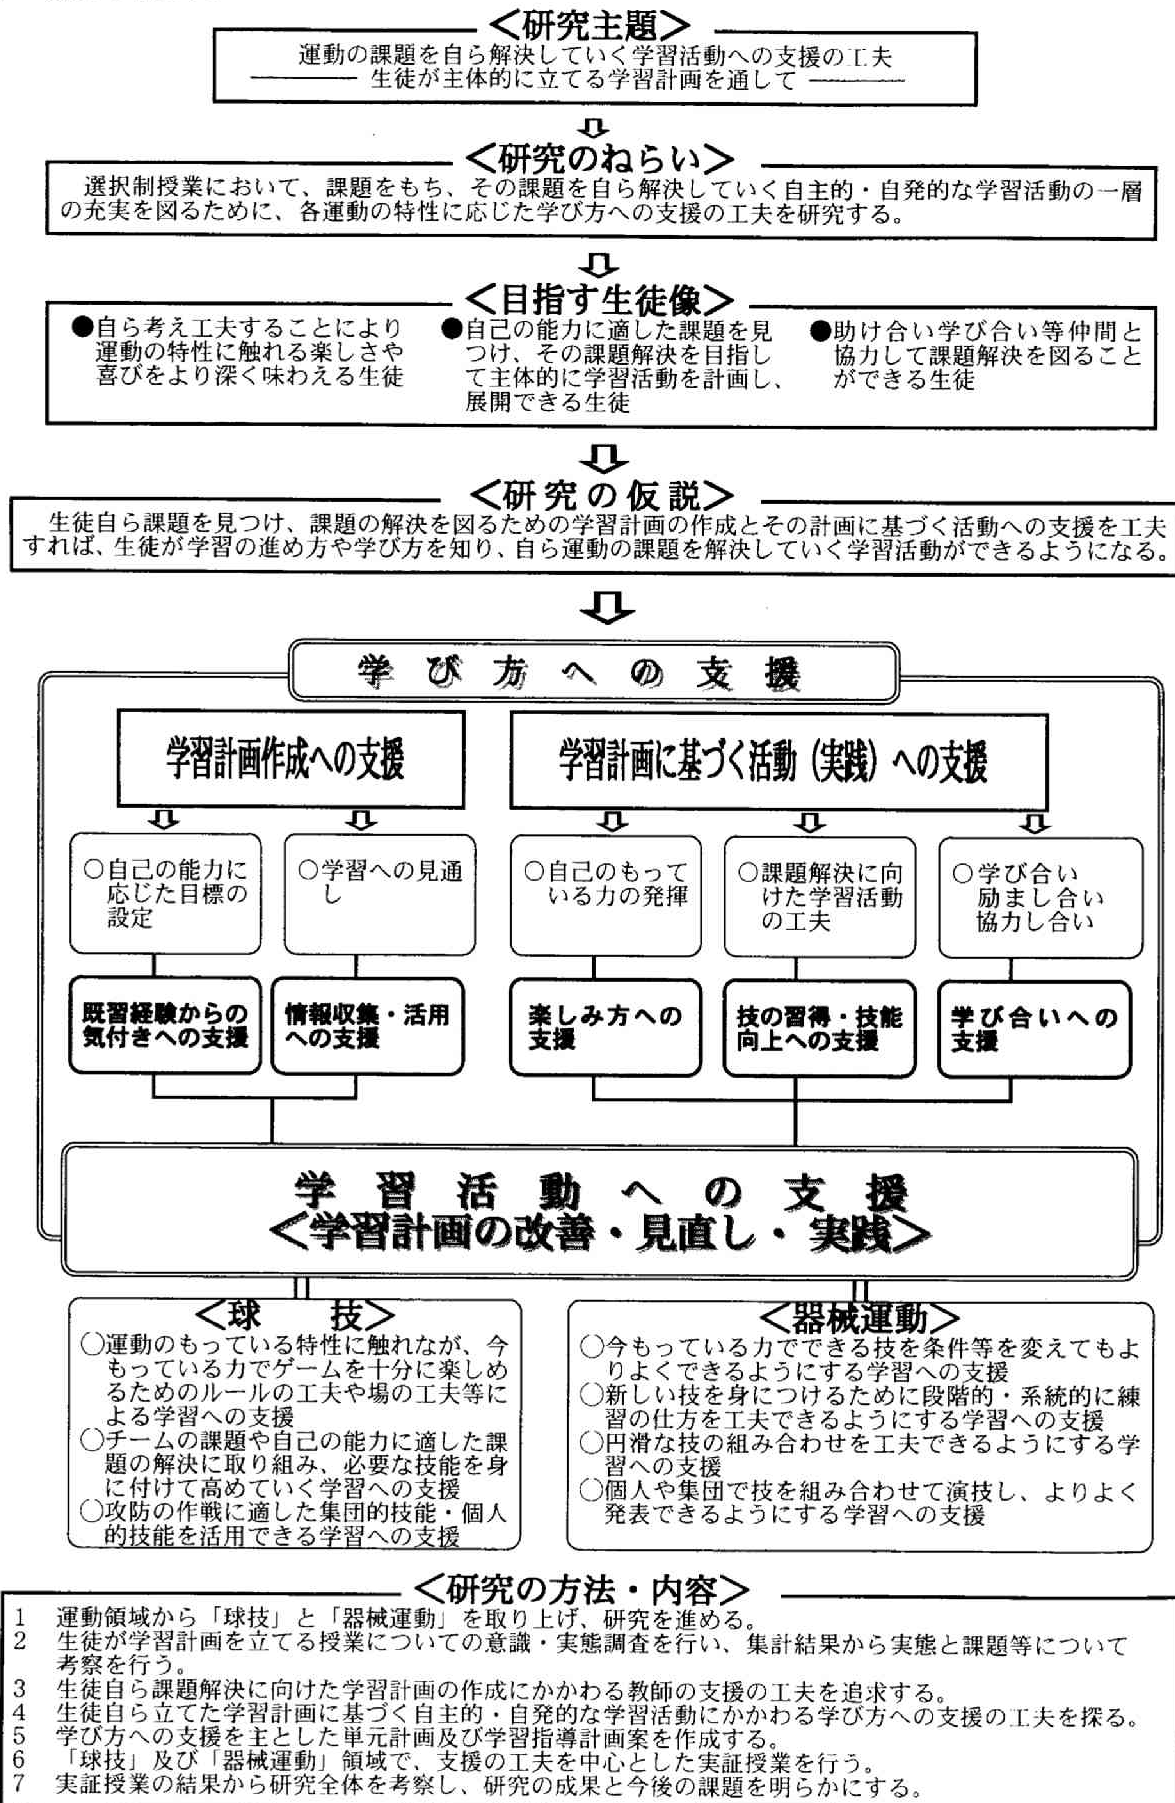 ＜研究主題＞
運動の課題を自ら解決していく学習活動への支援の工夫
――― 生徒が主体的に立てる学習計画を通して ―――
＜研究のねらい＞
選択制授業において、課題をもち、その課題を自ら解決していく自主的・自発的な学習活動の一層
の充実を図るために、各運動の特性に応じた学び方への支援の工夫を研究する。
＜目指す生徒像＞
●自ら考え工夫することにより
運動の特性に触れる楽しさや
喜びをより深く味わえる生徒
●自己の能力に適した課題を見
つけ、その課題解決を目指し
て主体的に学習活動を計画し、
展開できる生徒
●助け合い学び合い等仲間と
協力して課題解決を図ること
ができる生徒
＜研究の仮説＞
生徒自ら課題を見つけ、課題の解決を図るための学習計画の作成とその計画に基づく活動への支援を工夫
すれば、生徒が学習の進め方や学び方を知り、自ら運動の課題を解決していく学習活動ができるようになる。
学び方への支援
学習計画作成への支援
学習計画に基づく活動（実践）への支援
○自己の能力に
応じた目標の
設定
○学習への見通
し
○自己のもって
いる力の発揮
○課題解決に向
けた学習活動
の工夫
○学び合い
励まし合い
協力し合い
既習経験からの
気付きへの支援
情報収集・活用
への支援
楽しみ方への
支援
技の習得・技能
向上への支援
学び合いへの
支援
学習活動への支援
＜学習計画の改善・見直し・実践＞
＜球　技＞
○運動のもっている特性に触れなが、今
もっている力でゲームを十分に楽しめ
るためのルールの工夫や場の工夫等に
よる学習への支援
○チームの課題や自己の能力に適した課
題の解決に取り組み、必要な技能を身
に付けて高めていく学習への支援
○攻防の作戦に適した集団的技能・個人
的技能を活用できる学習への支援
＜器械運動＞
○今もっている力でできる技を条件等を変えてもよ
りよくできるようにする学習への支援
○新しい技を身につけるために段階的・系統的に練
習の仕方を工夫できるようにする学習への支援
○円滑な技の組み合わせを工夫できるようにする学
習への支援
○個人や集団で技を組み合わせて演技し、よりよく
発表できるようにする学習への支援
＜研究の方法・内容＞
1　運動領域から「球技」と「器械運動」を取り上げ、研究を進める。
2　生徒が学習計画を立てる授業についての意識・実態調査を行い、集計結果から実態と課題等について
考察を行う。
3　生徒自ら課題解決に向けた学習計画の作成にかかわる教師の支援の工夫を追求する。
4　生徒自ら立てた学習計画に基づく自主的・自発的な学習活動にかかわる学び方への支援の工夫を探る。
5　学び方への支援を主とした単元計画及び学習指導計画案を作成する。
6　「球技」及び「器械運動」領域で、支援の工夫を中心とした実証授業を行う。
7　実証授業の結果から研究全体を考察し、研究の成果と今後の課題を明らかにする。